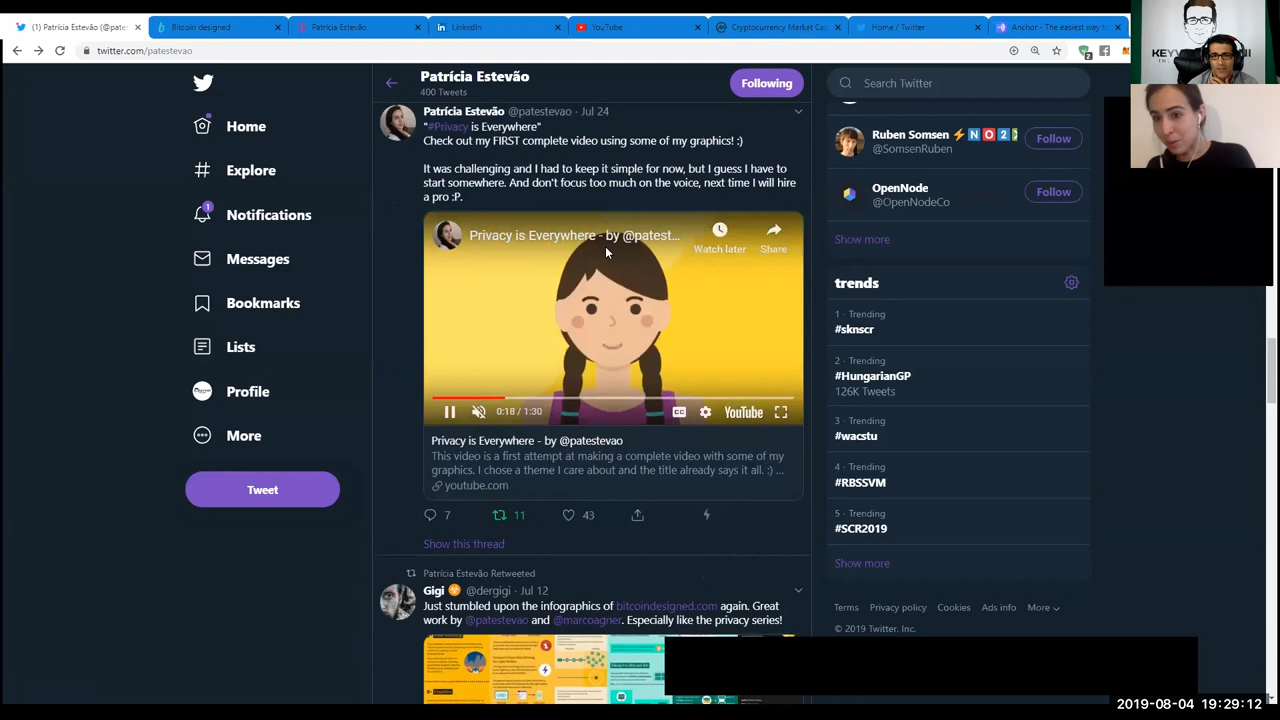 (1) Patrícia Estevão (@pate
Bitcoin designed
Patrícia Estevão
LinkedIn
YouTube
Cryptocurrency Market Ca
Home / Twitter
Anchor - The easiest way to
twitter.com/patestevao
Home
Explore
1
Notifications
Messages
Bookmarks
Lists
Profile
More
Tweet
Patrícia Estevão
400 Tweets
Following
Patrícia Estevão @patestevao · Jul 24
"#Privacy is Everywhere"
Check out my FIRST complete video using some of my graphics! :)
It was challenging and I had to keep it simple for now, but I guess I have to
start somewhere. And don't focus too much on the voice, next time I will hire
a pro :P.
Privacy is Everywhere - by @patest...
Watch later
Share
0:18 / 1:30
CC
YouTube
Privacy is Everywhere - by @patestevao
This video is a first attempt at making a complete video with some of my
graphics. I chose a theme I care about and the title already says it all. :) ...
youtube.com
7
11
43
Show this thread
Patrícia Estevão Retweeted
Gigi @dergigi · Jul 12
Just stumbled upon the infographics of bitcoindesigned.com again. Great
work by @patestevao and @marcoagner. Especially like the privacy series!
Search Twitter
Ruben Somsen ⚡ N O 2
@SomsenRuben
Follow
OpenNode
@OpenNodeCo
Follow
Show more
trends
1 · Trending
#sknscr
2 · Trending
#HungarianGP
126K Tweets
3 · Trending
#wacstu
4 · Trending
#RBSSVM
5 · Trending
#SCR2019
Show more
Terms Privacy policy Cookies Ads info More
© 2019 Twitter, Inc.
2019-08-04 19:29:12